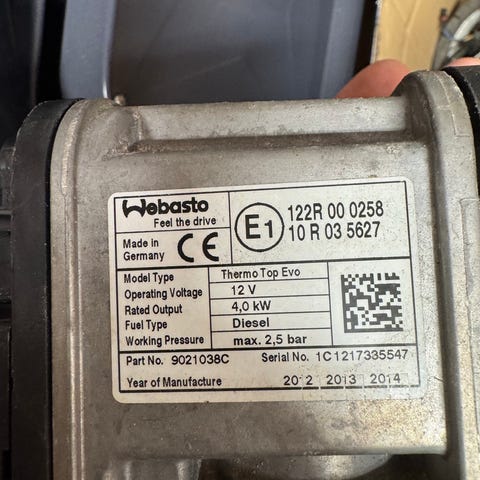 Webasto
Feel the drive
Made in
Germany
CE
E1
122R 00 0258
10 R 03 5627
Model Type Thermo Top Evo
Operating Voltage 12 V
Rated Output 4,0 kW
Fuel Type Diesel
Working Pressure max. 2,5 bar
Part No. 9021038C Serial No. 1C1217335547
Year of Manufacture 2012 2013 2014